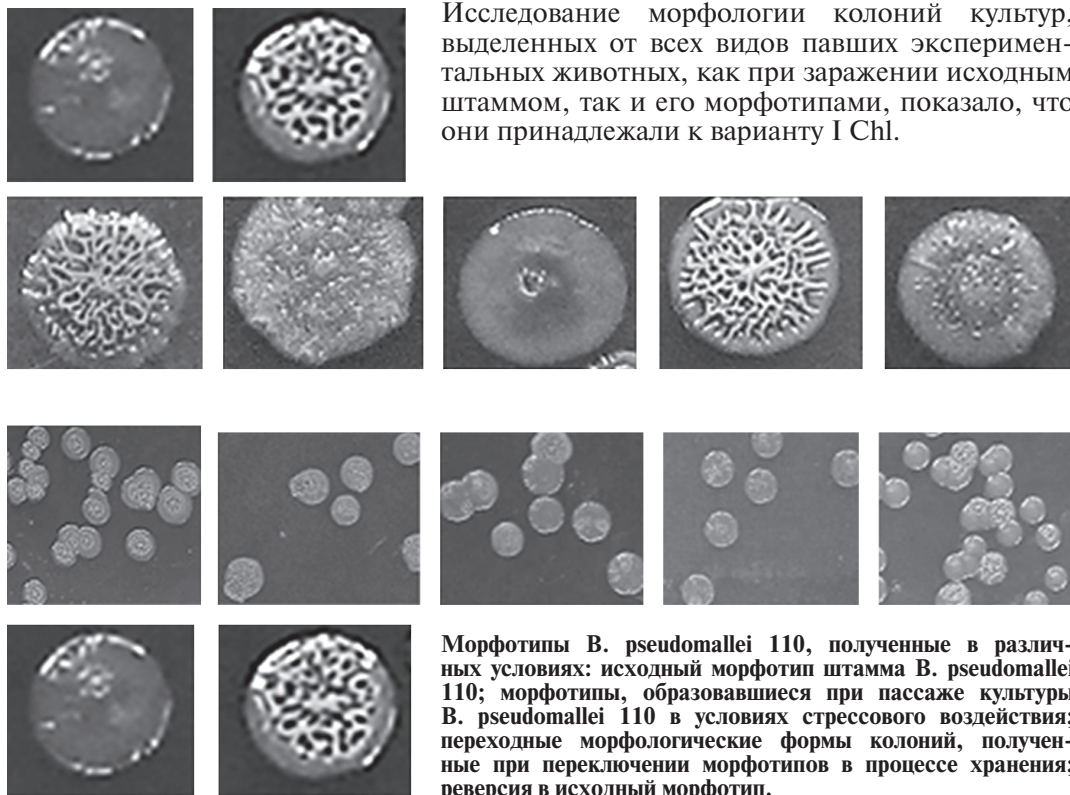 Исследование морфологии колоний культур,
выделенных от всех видов павших эксперимен-
тальных животных, как при заражении исходным
штаммом, так и его морфотипами, показало, что
они принадлежали к варианту I Chl.
Морфотипы B. pseudomallei 110, полученные в различ-
ных условиях: исходный морфотип штамма B. pseudomallei
110; морфотипы, образовавшиеся при пассаже культуры
B. pseudomallei 110 в условиях стрессового воздействия;
переходные морфологические формы колоний, получен-
ные при переключении морфотипов в процессе хранения;
реверсия в исходный морфотип.